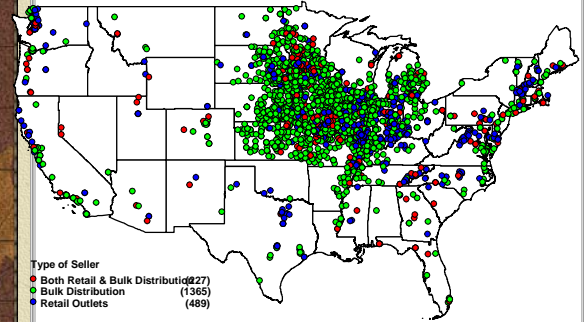 Type of Seller
Both Retail & Bulk Distribution (227)
Bulk Distribution (1365)
Retail Outlets (489)